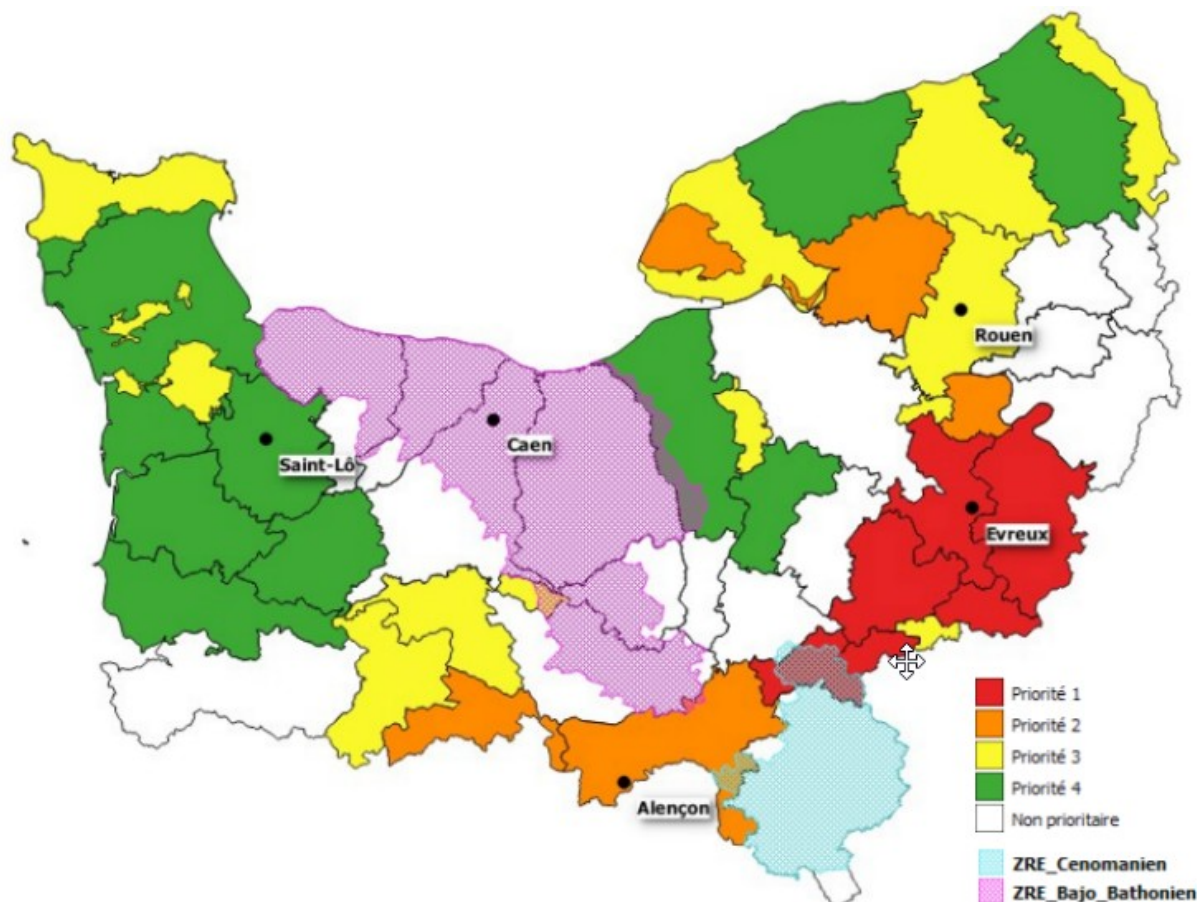 Rouen
Caen
Saint-Lô
Evreux
Alençon
Priorité 1
Priorité 2
Priorité 3
Priorité 4
Non prioritaire
ZRE_Cenomanien
ZRE_Bajo_Bathonien